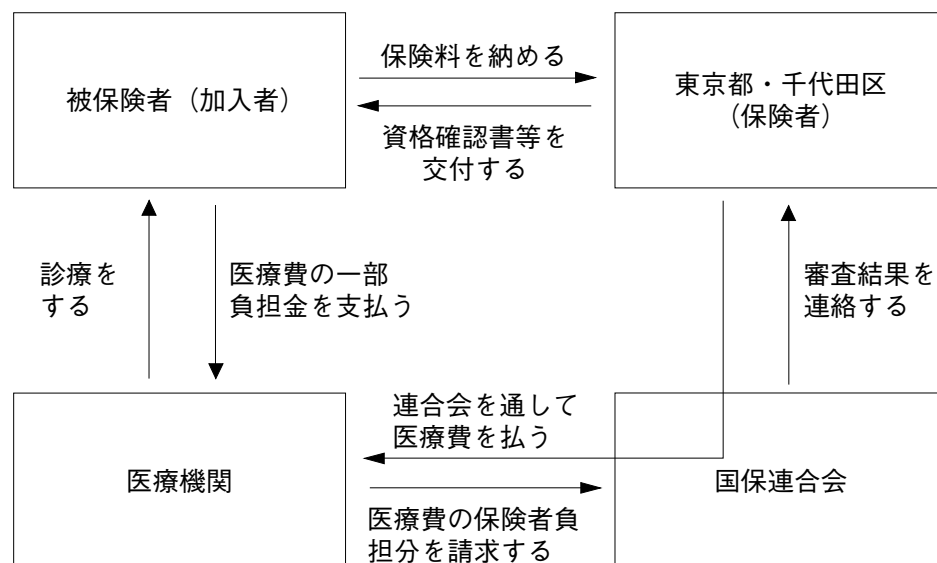 被保険者（加入者）
保険料を納める
資格確認書等を
交付する
東京都・千代田区
（保険者）
診療を
する
医療費の一部
負担金を支払う
審査結果を
連絡する
連合会を通して
医療費を払う
医療機関
国保連合会
医療費の保険者負
担分を請求する